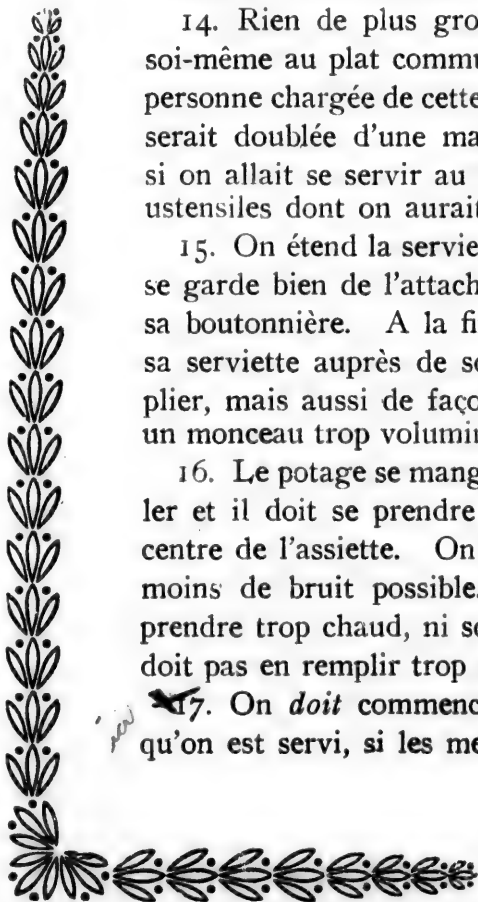 14. Rien de plus gro
soi-même au plat commu
personne chargée de cette
serait doublée d'une ma
si on allait se servir au
ustensiles dont on aurait
15. On étend la servie
se garde bien de l'attach
sa boutonnière. A la fi
sa serviette auprès de so
plier, mais aussi de faço
un monceau trop volumin
16. Le potage se mang
ler et il doit se prendre
centre de l'assiette. On
moins de bruit possible.
prendre trop chaud, ni so
doit pas en remplir trop
17. On doit commenc
qu'on est servi, si les me